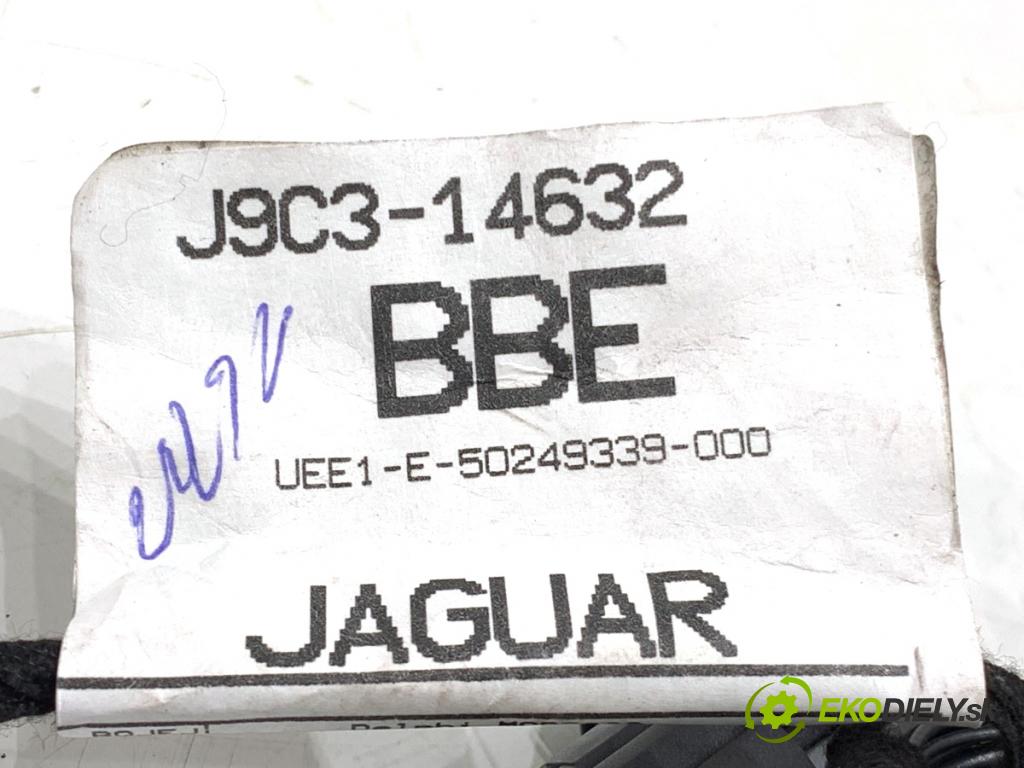 J9C3-14632
BBE
UEE1-E-50249339-000
JAGUAR
EKODIELY.sk